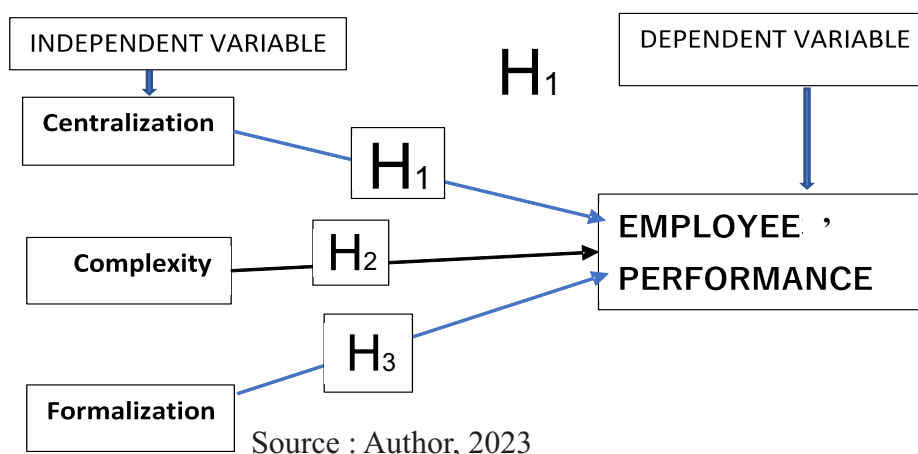 INDEPENDENT VARIABLE
DEPENDENT VARIABLE
H1
Centralization
H1
EMPLOYEE ’
PERFORMANCE
Complexity
H2
H3
Formalization
Source : Author, 2023